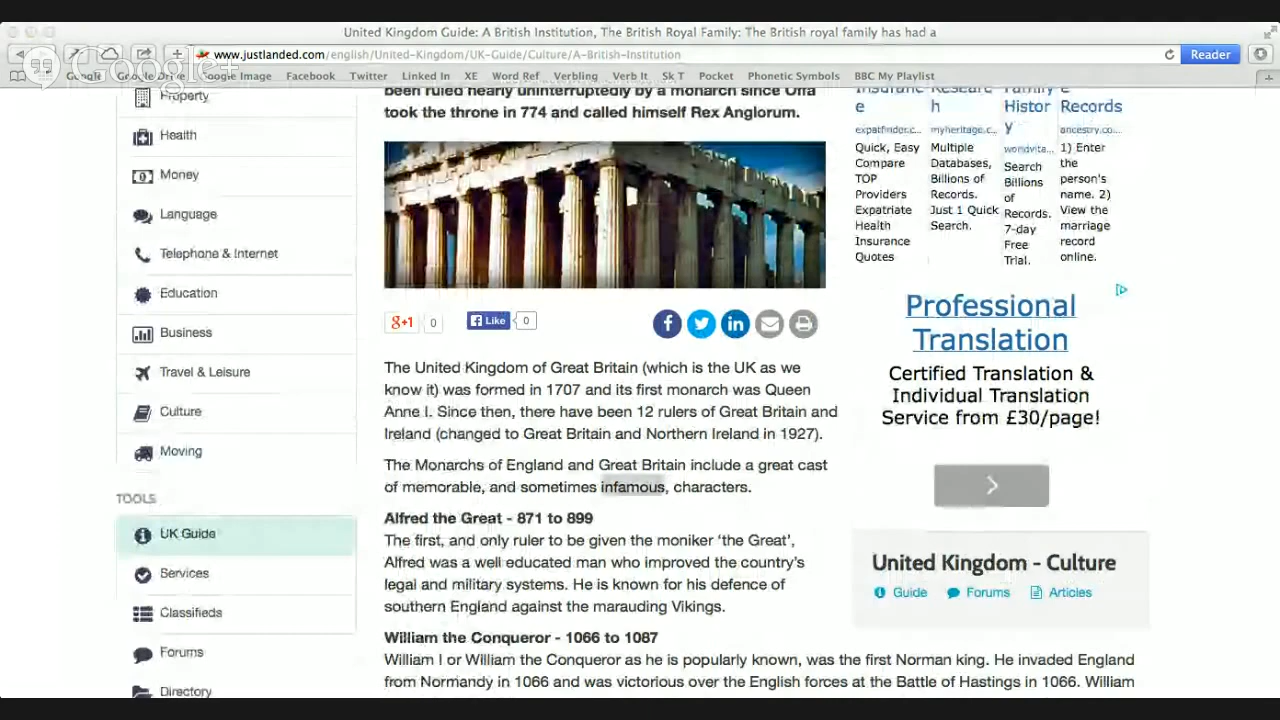 United Kingdom Guide: A British Institution, The British Royal Family: The British royal family has had a
www.justlanded.com/english/United-Kingdom/UK-Guide/Culture/A-British-Institution
Reader
Google+
Google Google Drive Google Image Facebook Twitter Linked In XE Word Ref Verbling Verb It Sk T Pocket Phonetic Symbols BBC My Playlist
Property
Health
Money
Language
Telephone & Internet
Education
Business
Travel & Leisure
Culture
Moving
TOOLS
UK Guide
Services
Classifieds
Forums
Directory
been ruled nearly uninterruptedly by a monarch since Offa
took the throne in 774 and called himself Rex Anglorum.
g+1 0 Like 0
The United Kingdom of Great Britain (which is the UK as we
know it) was formed in 1707 and its first monarch was Queen
Anne I. Since then, there have been 12 rulers of Great Britain and
Ireland (changed to Great Britain and Northern Ireland in 1927).
The Monarchs of England and Great Britain include a great cast
of memorable, and sometimes infamous, characters.
Alfred the Great - 871 to 899
The first, and only ruler to be given the moniker ‘the Great’,
Alfred was a well educated man who improved the country’s
legal and military systems. He is known for his defence of
southern England against the marauding Vikings.
William the Conqueror - 1066 to 1087
William I or William the Conqueror as he is popularly known, was the first Norman king. He invaded England
from Normandy in 1066 and was victorious over the English forces at the Battle of Hastings in 1066. William
Insuranc
e
expatfinder.c...
Quick, Easy
Compare
TOP
Providers
Expatriate
Health
Insurance
Quotes
Researc
h
myheritage.c...
Multiple
Databases,
Billions of
Records.
Just 1 Quick
Search.
Family
Histor
y
worldvita...
Search
Billions
of
Records.
7-day
Free
Trial.
e
Records
ancestry.co...
1) Enter
the
person's
name. 2)
View the
marriage
record
online.
Professional
Translation
Certified Translation &
Individual Translation
Service from £30/page!
United Kingdom - Culture
Guide Forums Articles